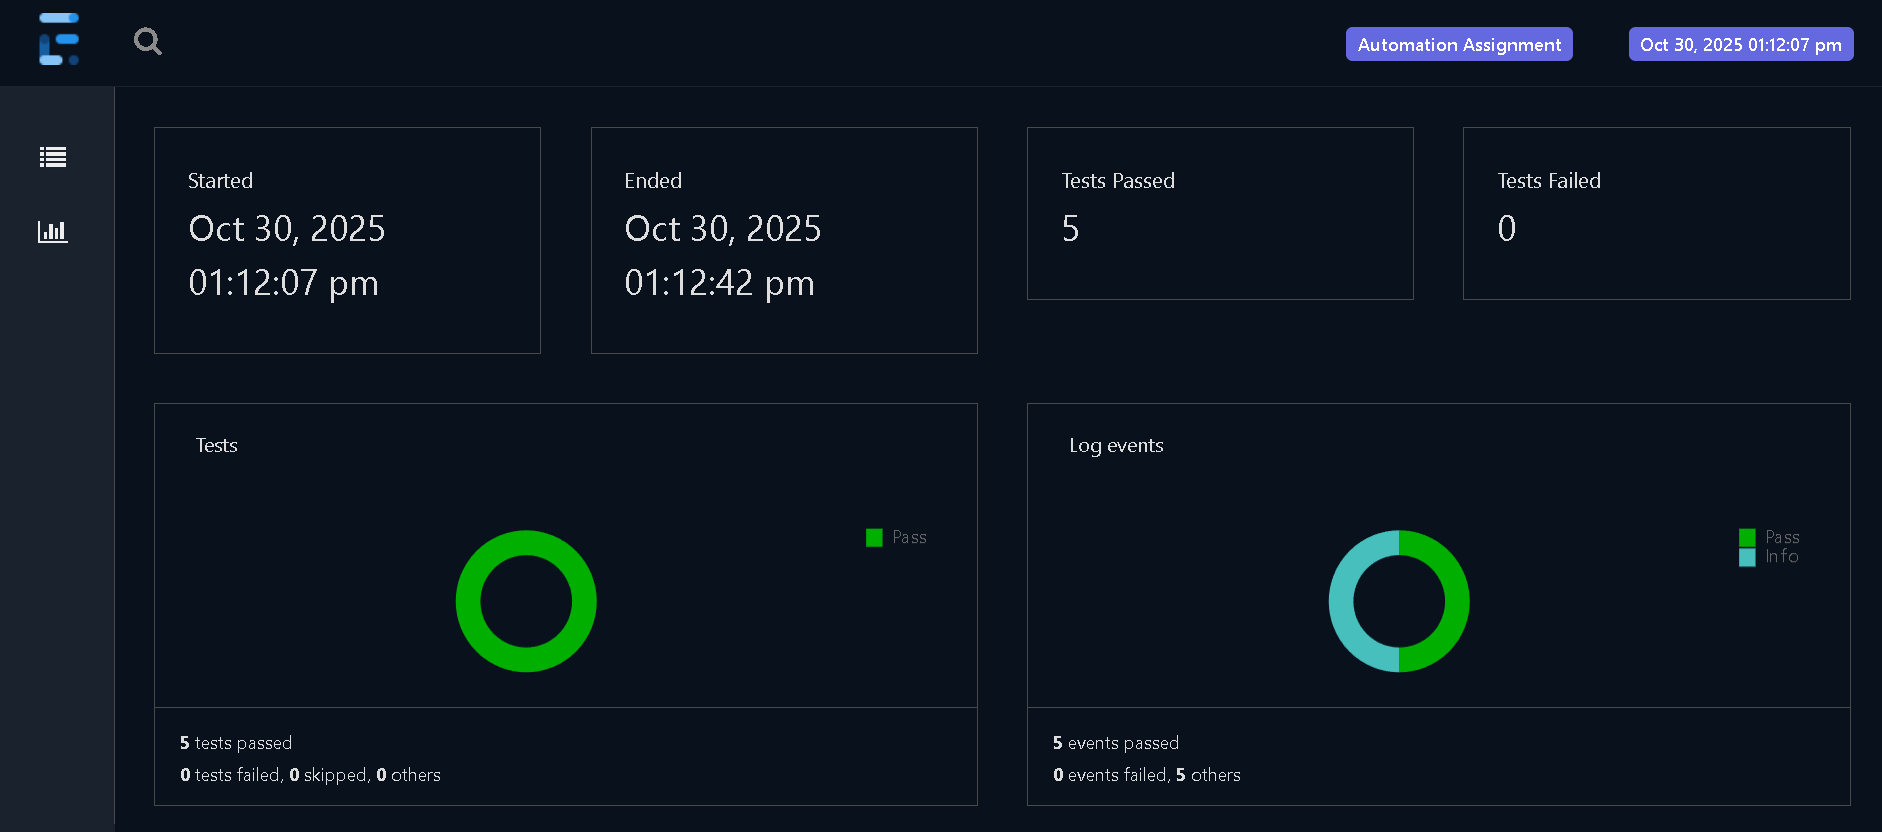 Automation Assignment
Oct 30, 2025 01:12:07 pm
Started
Oct 30, 2025
01:12:07 pm
Ended
Oct 30, 2025
01:12:42 pm
Tests Passed
5
Tests Failed
0
Tests
Pass
5 tests passed
0 tests failed, 0 skipped, 0 others
Log events
Pass
Info
5 events passed
0 events failed, 5 others